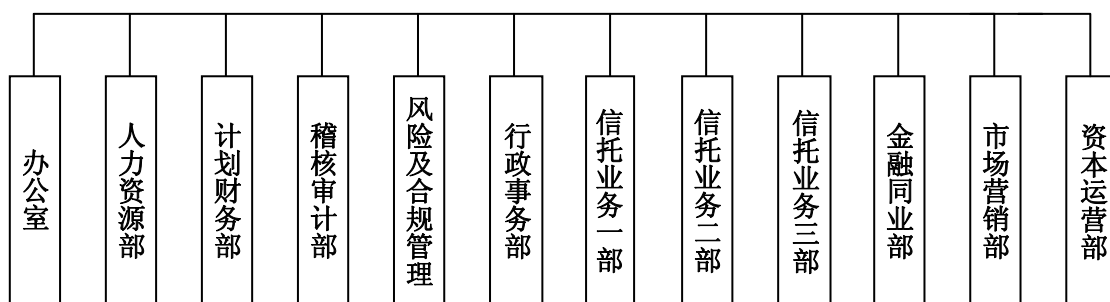 办公室
人力资源部
计划财务部
稽核审计部
风险及合规管理
行政事务部
信托业务一部
信托业务二部
信托业务三部
金融同业部
市场营销部
资本运营部